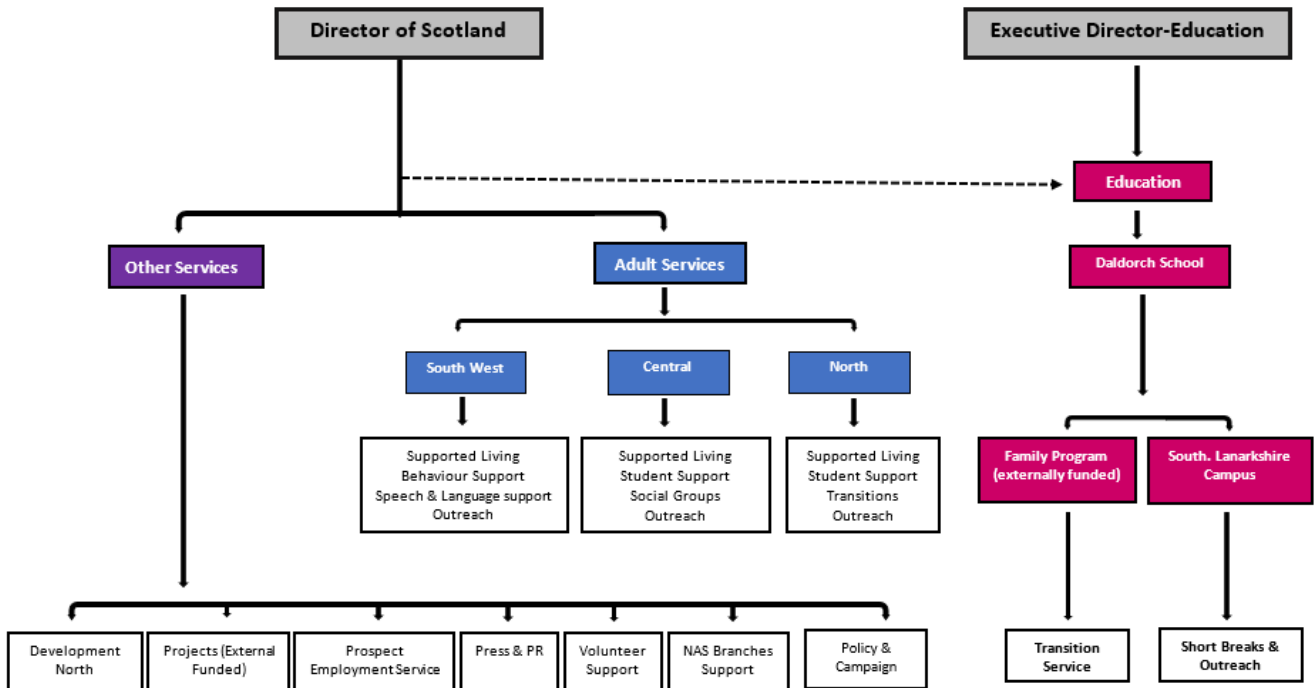 Director of Scotland
Executive Director-Education
Education
Other Services
Adult Services
Daldorch School
South West
Central
North
Supported Living
Behaviour Support
Speech & Language support
Outreach
Supported Living
Student Support
Social Groups
Outreach
Supported Living
Student Support
Transitions
Outreach
Family Program
(externally funded)
South. Lanarkshire
Campus
Development
North
Projects (External
Funded)
Prospect
Employment Service
Press & PR
Volunteer
Support
NAS Branches
Support
Policy &
Campaign
Transition
Service
Short Breaks &
Outreach